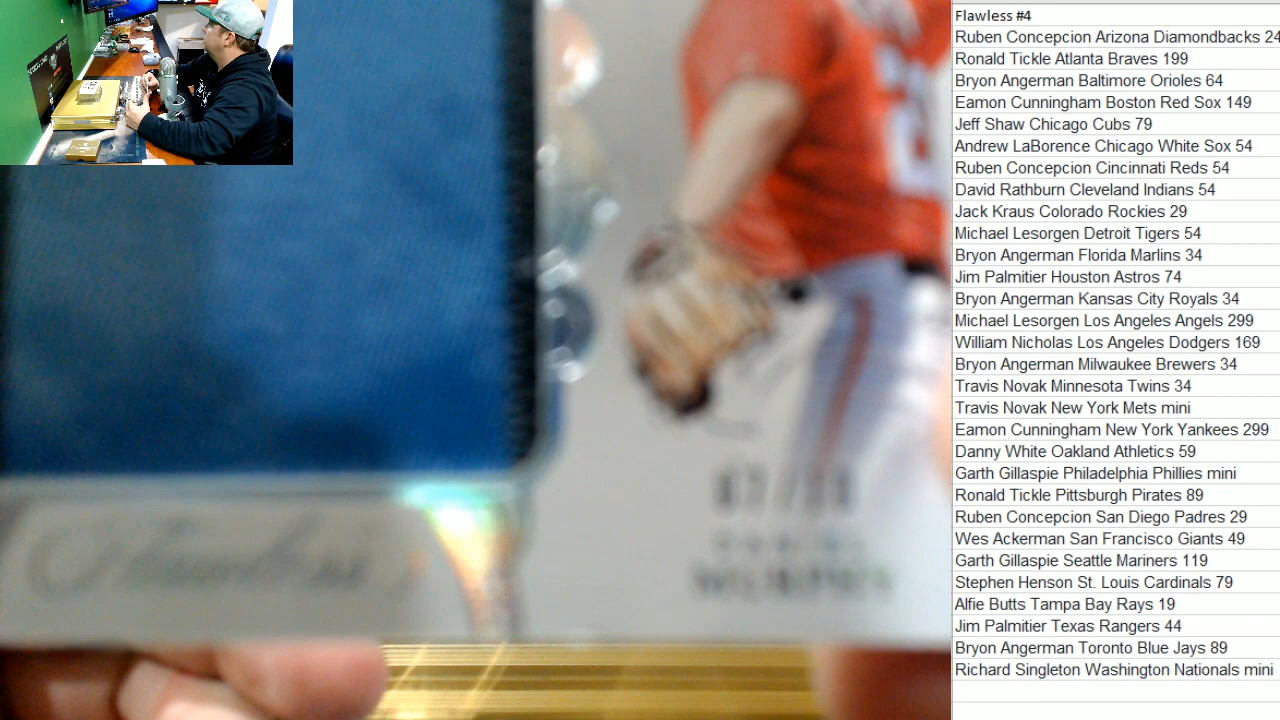 Flawless #4
Ruben Concepcion Arizona Diamondbacks 24
Ronald Tickle Atlanta Braves 199
Bryon Angerman Baltimore Orioles 64
Eamon Cunningham Boston Red Sox 149
Jeff Shaw Chicago Cubs 79
Andrew LaBorence Chicago White Sox 54
Ruben Concepcion Cincinnati Reds 54
David Rathburn Cleveland Indians 54
Jack Kraus Colorado Rockies 29
Michael Lesorgen Detroit Tigers 54
Bryon Angerman Florida Marlins 34
Jim Palmitier Houston Astros 74
Bryon Angerman Kansas City Royals 34
Michael Lesorgen Los Angeles Angels 299
William Nicholas Los Angeles Dodgers 169
Bryon Angerman Milwaukee Brewers 34
Travis Novak Minnesota Twins 34
Travis Novak New York Mets mini
Eamon Cunningham New York Yankees 299
Danny White Oakland Athletics 59
Garth Gillaspie Philadelphia Phillies mini
Ronald Tickle Pittsburgh Pirates 89
Ruben Concepcion San Diego Padres 29
Wes Ackerman San Francisco Giants 49
Garth Gillaspie Seattle Mariners 119
Stephen Henson St. Louis Cardinals 79
Alfie Butts Tampa Bay Rays 19
Jim Palmitier Texas Rangers 44
Bryon Angerman Toronto Blue Jays 89
Richard Singleton Washington Nationals mini
Flawless
DANIEL
MURPHY